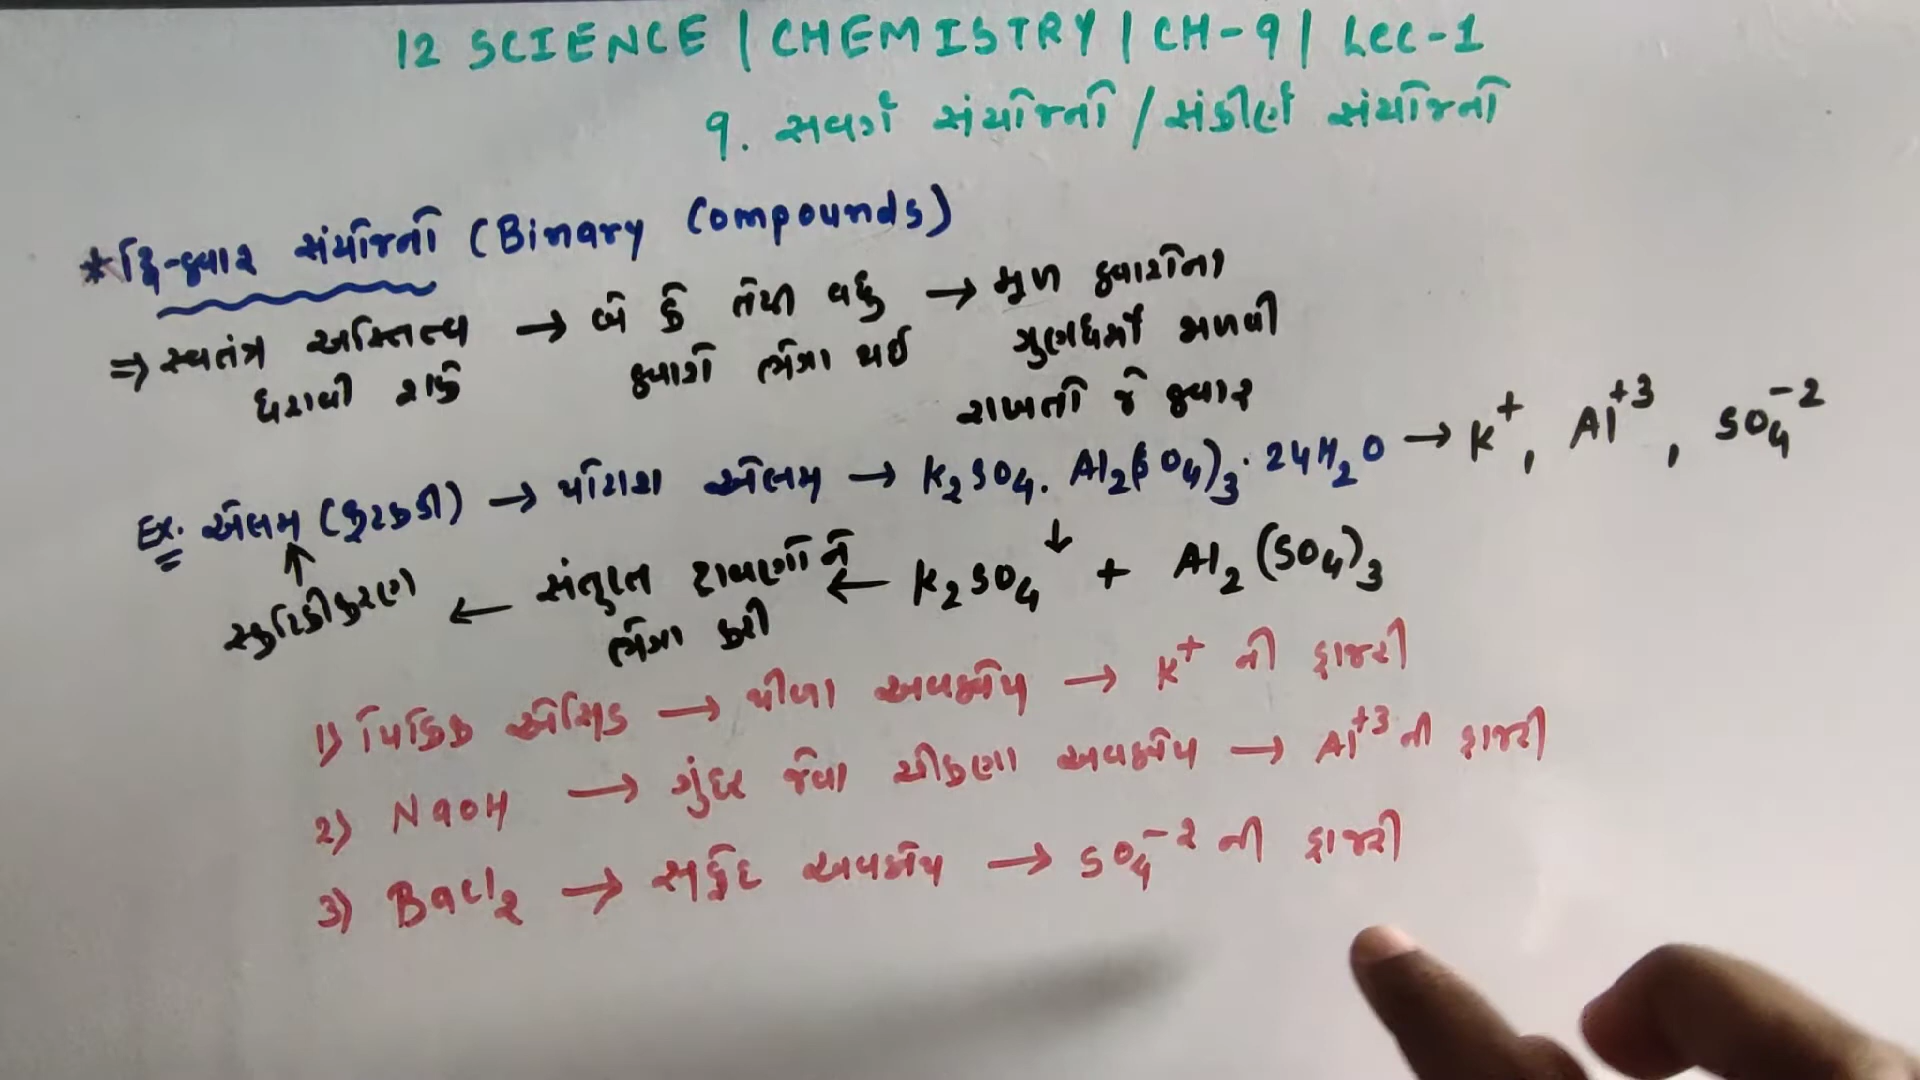 12 SCIENCE | CHEMISTRY | CH-9 | Lec-1
9. સવર્ગ સંયોજનો / સંકીર્ણ સંયોજનો
* દ્વિ-ક્ષાર સંયોજનો (Binary Compounds)
⇒ સ્વતંત્ર અસ્તિત્વ → બે કે તેથી વધુ → મૂળ ક્ષારોના
ધરાવી શકે ક્ષારો ભેગા થઈ ગુણધર્મો મળવી
રાખતો જે ક્ષાર
Ex. એલમ (ફટકડી) → પોટાશ એલમ → K₂SO₄. Al₂(SO₄)₃. 24H₂O → K⁺, Al⁺³, SO₄⁻²
↑ ↓
સ્ફટિકીકરણ ← સંતૃપ્ત દ્રાવણોને ← K₂SO₄ + Al₂(SO₄)₃
ભેગા કરી
1) પિક્રિક એસિડ → પીળા અવક્ષેપ → K⁺ ની હાજરી
2) NaOH → ગુંદર જેવા ચીકણા અવક્ષેપ → Al⁺³ ની હાજરી
3) BaCl₂ → સફેદ અવક્ષેપ → SO₄⁻² ની હાજરી